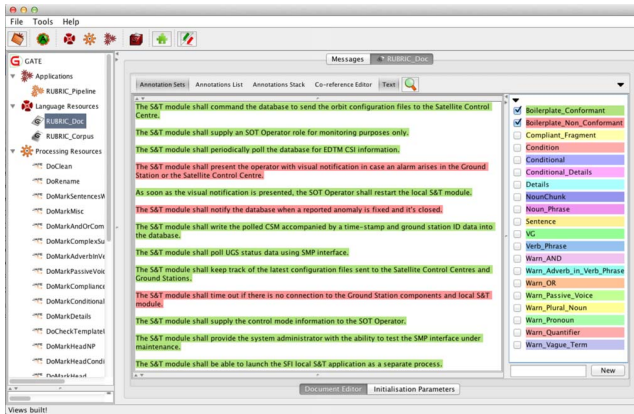 File Tools Help
GATE
Applications
RUBRIC_Pipeline
Language Resources
RUBRIC_Doc
RUBRIC_Corpus
Processing Resources
DoClean
DoRename
DoMarkSentencesW
DoMarkMisc
DoMarkAndOrCom
DoMarkComplexSu
DoMarkAdverbInVe
DoMarkPassiveVoic
DoMarkCompliance
DoMarkConditional
DoMarkDetails
DoCheckTemplate
DoMarkHeadNP
DoMarkHeadCondi
DoMarkHead
Views built!
Messages RUBRIC_Doc
Annotation Sets Annotations List Annotations Stack Co-reference Editor Text
The S&T module shall command the database to send the orbit configuration files to the Satellite Control
Centre.
The S&T module shall supply an SOT Operator role for monitoring purposes only.
The S&T module shall periodically poll the database for EDTM CSI information.
The S&T module shall present the operator with visual notification in case an alarm arises in the Ground
Station or the Satellite Control Centre.
As soon as the visual notification is presented, the SOT Operator shall restart the local S&T module.
The S&T module shall notify the database when a reported anomaly is fixed and it's closed.
The S&T module shall write the polled CSM accompanied by a time-stamp and ground station ID data into
the database.
The S&T module shall poll UGS status data using SMP interface.
The S&T module shall keep track of the latest configuration files sent to the Satellite Control Centres and
Ground Stations.
The S&T module shall time out if there is no connection to the Ground Station components and local S&T
module.
The S&T module shall supply the control mode information to the SOT Operator.
The S&T module shall provide the system administrator with the ability to test the SMP interface under
maintenance.
The S&T module shall be able to launch the SFI local S&T application as a separate process.
Boilerplate_Conformant
Boilerplate_Non_Conformant
Compliant_Fragment
Condition
Conditional
Conditional_Details
Details
NounChunk
Noun_Phrase
Sentence
VG
Verb_Phrase
Warn_AND
Warn_Adverb_in_Verb_Phrase
Warn_OR
Warn_Passive_Voice
Warn_Plural_Noun
Warn_Pronoun
Warn_Quantifier
Warn_Vague_Term
New
Document Editor Initialisation Parameters